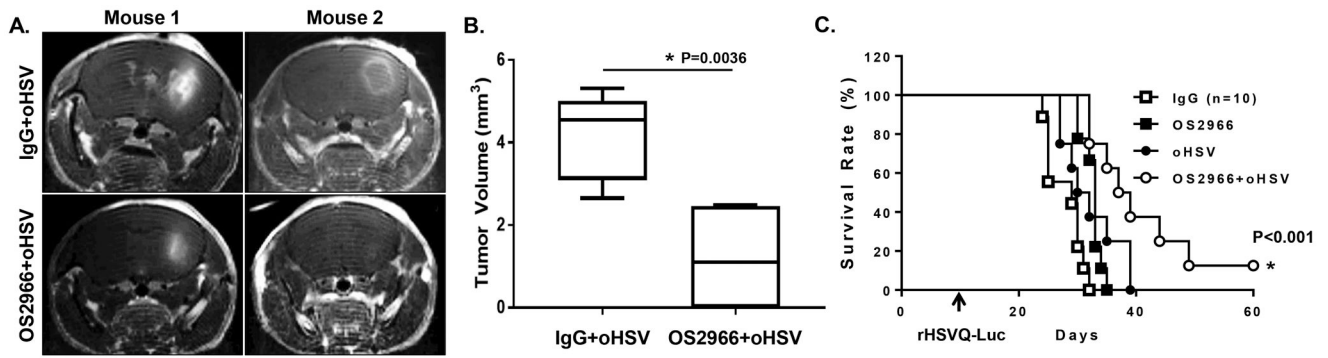 A.
Mouse 1
Mouse 2
IgG+oHSV
OS2966+oHSV
B.
Tumor Volume (mm3)
6
4
2
0
* P=0.0036
IgG+oHSV
OS2966+oHSV
C.
Survival Rate (%)
120
100
80
60
40
20
0
IgG (n=10)
OS2966
oHSV
OS2966+oHSV
P<0.001
*
0
20
40
60
rHSVQ-Luc
Days